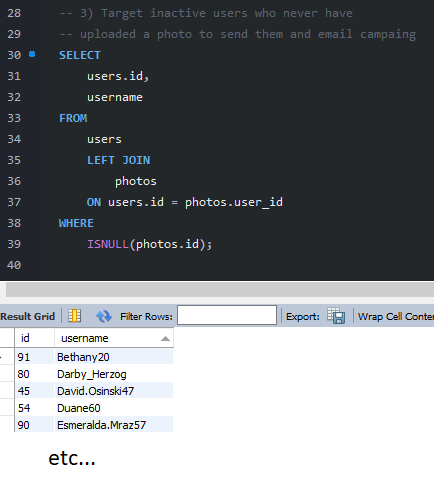 28 -- 3) Target inactive users who never have
29 -- uploaded a photo to send them and email campaing
30 SELECT
31 users.id,
32 username
33 FROM
34 users
35 LEFT JOIN
36 photos
37 ON users.id = photos.user_id
38 WHERE
39 ISNULL(photos.id);
40
Result Grid Filter Rows: Export: Wrap Cell Conter
id username
91 Bethany20
80 Darby_Herzog
45 David.Osinski47
54 Duane60
90 Esmeralda.Mraz57
etc...